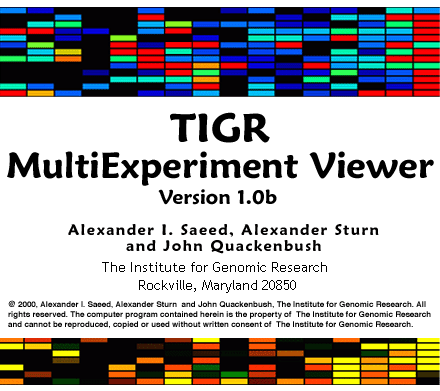 TIGR
MultiExperiment Viewer
Version 1.0b
Alexander I. Saeed, Alexander Sturn
and John Quackenbush
The Institute for Genomic Research
Rockville, Maryland 20850
© 2000, Alexander I. Saeed, Alexander Sturn and John Quackenbush, The Institute for Genomic Research. All
rights reserved. The computer program contained herein is the property of The Institute for Genomic Research
and cannot be reproduced, copied or used without written consent of The Institute for Genomic Research.